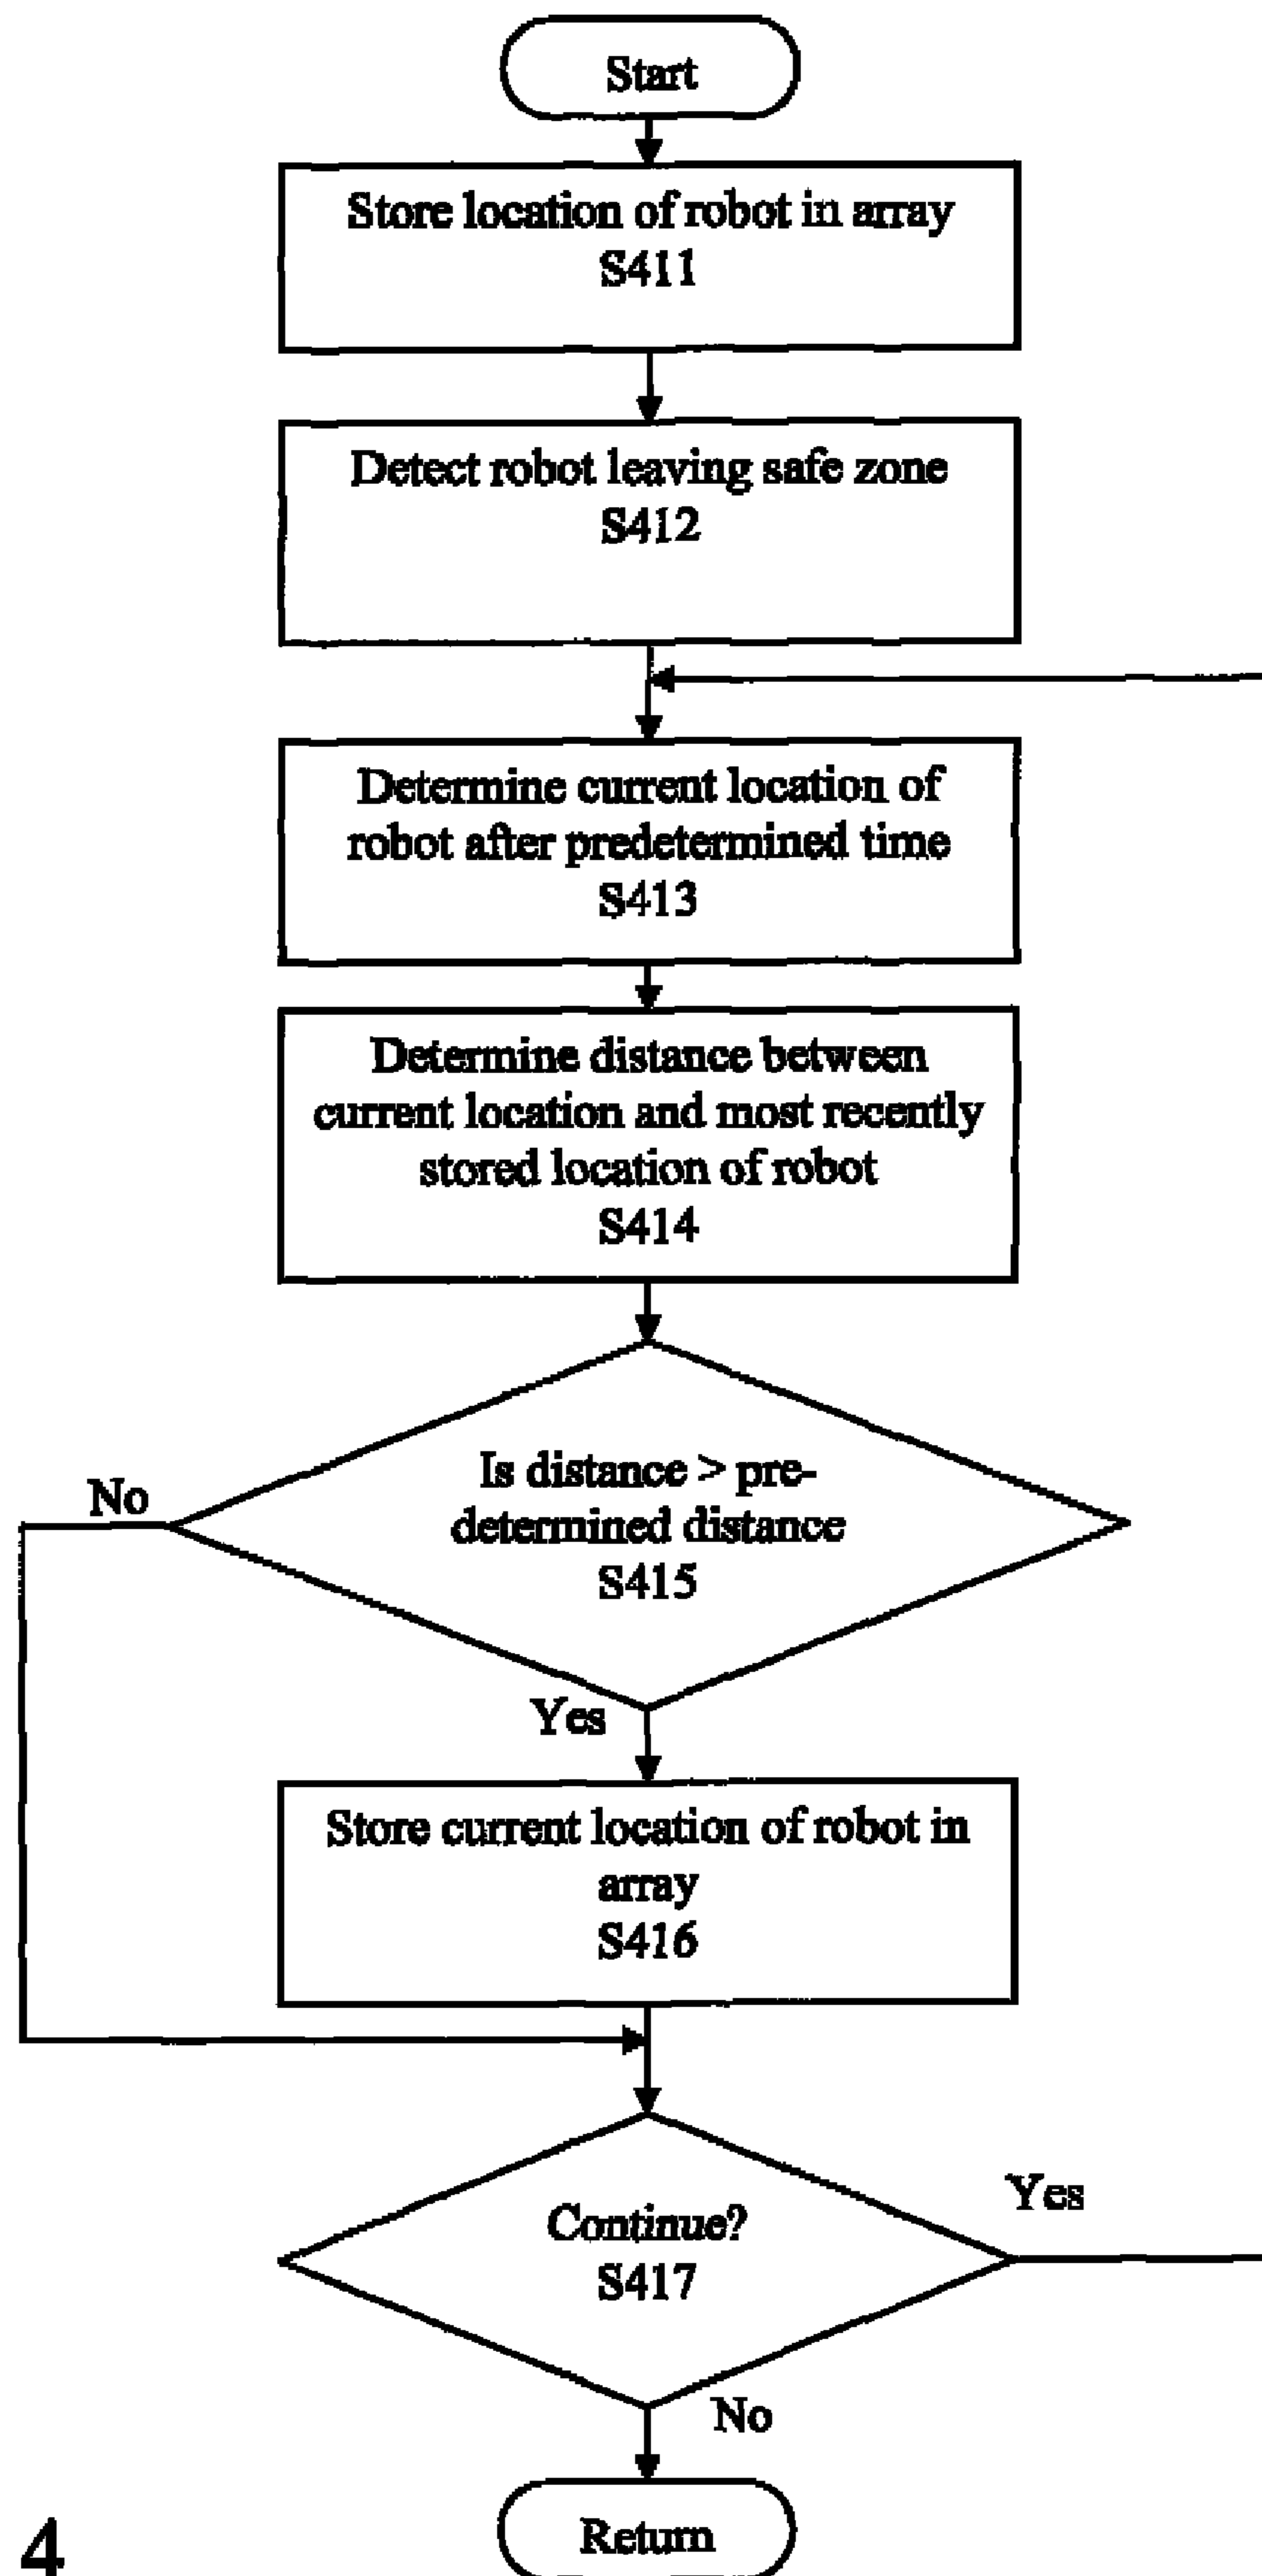 Start
Store location of robot in array
S411
Detect robot leaving safe zone
S412
Determine current location of
robot after predetermined time
S413
Determine distance between
current location and most recently
stored location of robot
S414
No
Is distance > pre-
determined distance
S415
Yes
Store current location of robot in
array
S416
Yes
Continue?
S417
No
Return
4